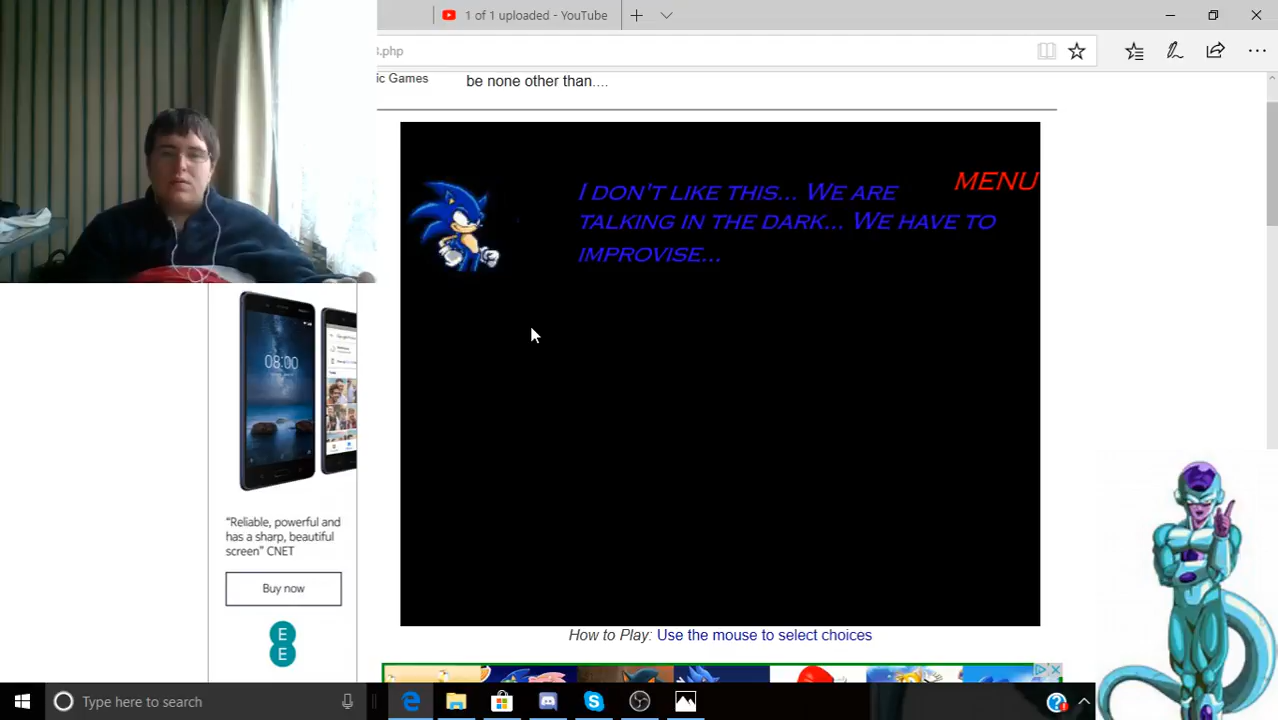 1 of 1 uploaded - YouTube
3.php
ic Games
be none other than....
MENU
I DON'T LIKE THIS... WE ARE
TALKING IN THE DARK... WE HAVE TO
IMPROVISE...
08:00
“Reliable, powerful and
has a sharp, beautiful
screen” CNET
Buy now
E
E
How to Play: Use the mouse to select choices
Type here to search